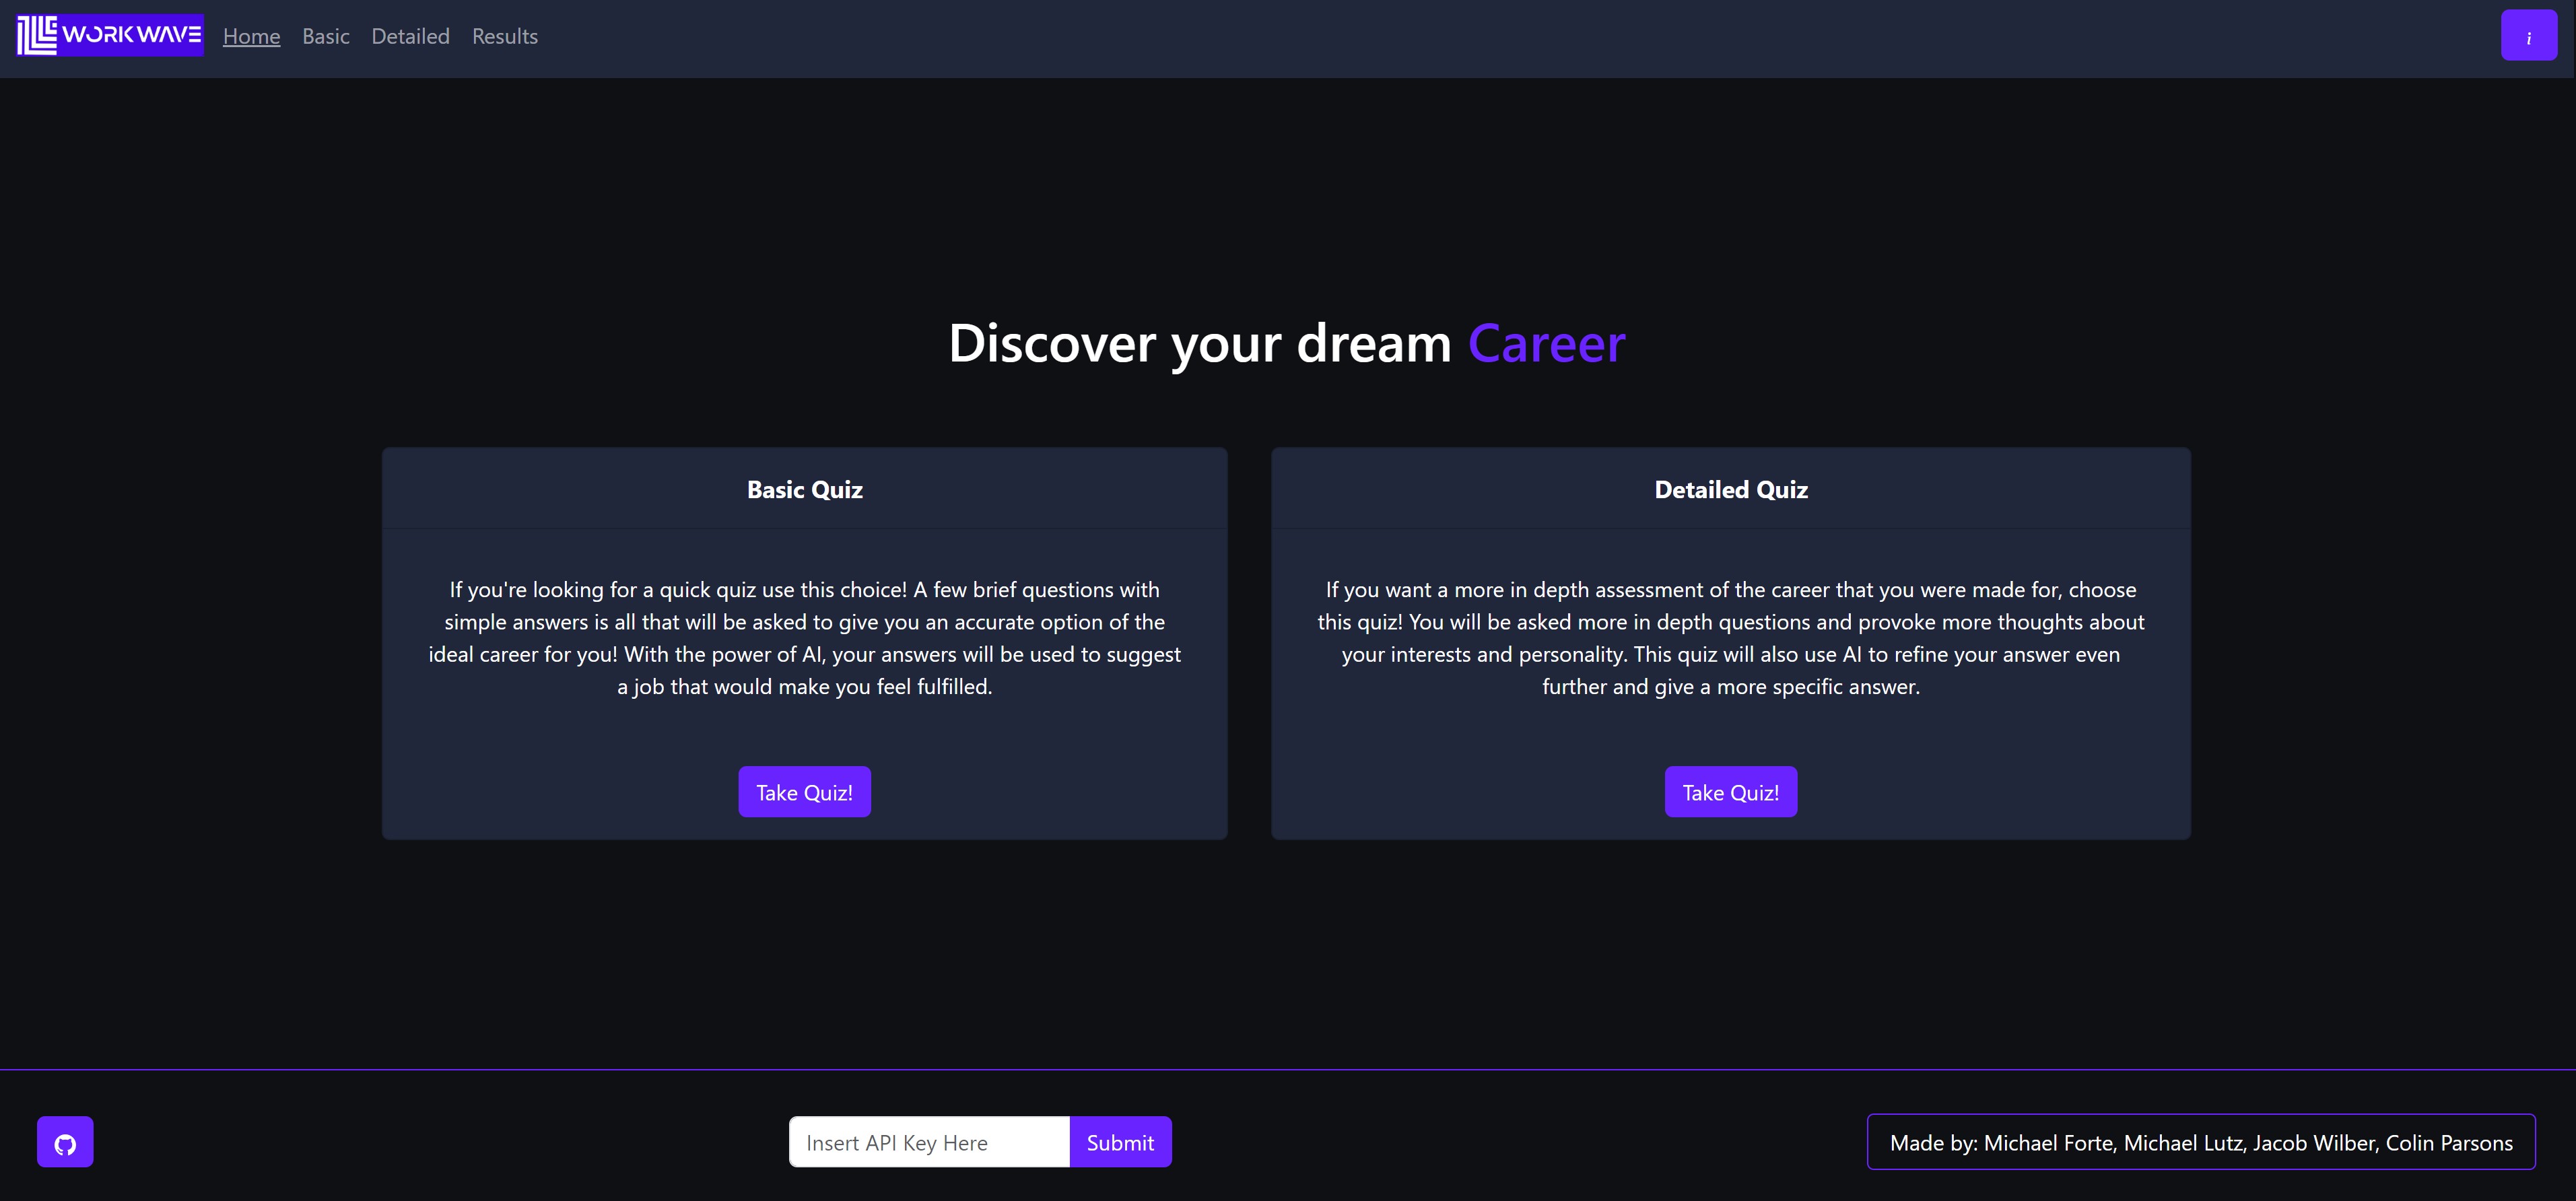 WORKWAVE Home Basic Detailed Results i
Discover your dream Career
Basic Quiz
If you're looking for a quick quiz use this choice! A few brief questions with
simple answers is all that will be asked to give you an accurate option of the
ideal career for you! With the power of AI, your answers will be used to suggest
a job that would make you feel fulfilled.
Take Quiz!
Detailed Quiz
If you want a more in depth assessment of the career that you were made for, choose
this quiz! You will be asked more in depth questions and provoke more thoughts about
your interests and personality. This quiz will also use AI to refine your answer even
further and give a more specific answer.
Take Quiz!
Insert API Key Here Submit
Made by: Michael Forte, Michael Lutz, Jacob Wilber, Colin Parsons